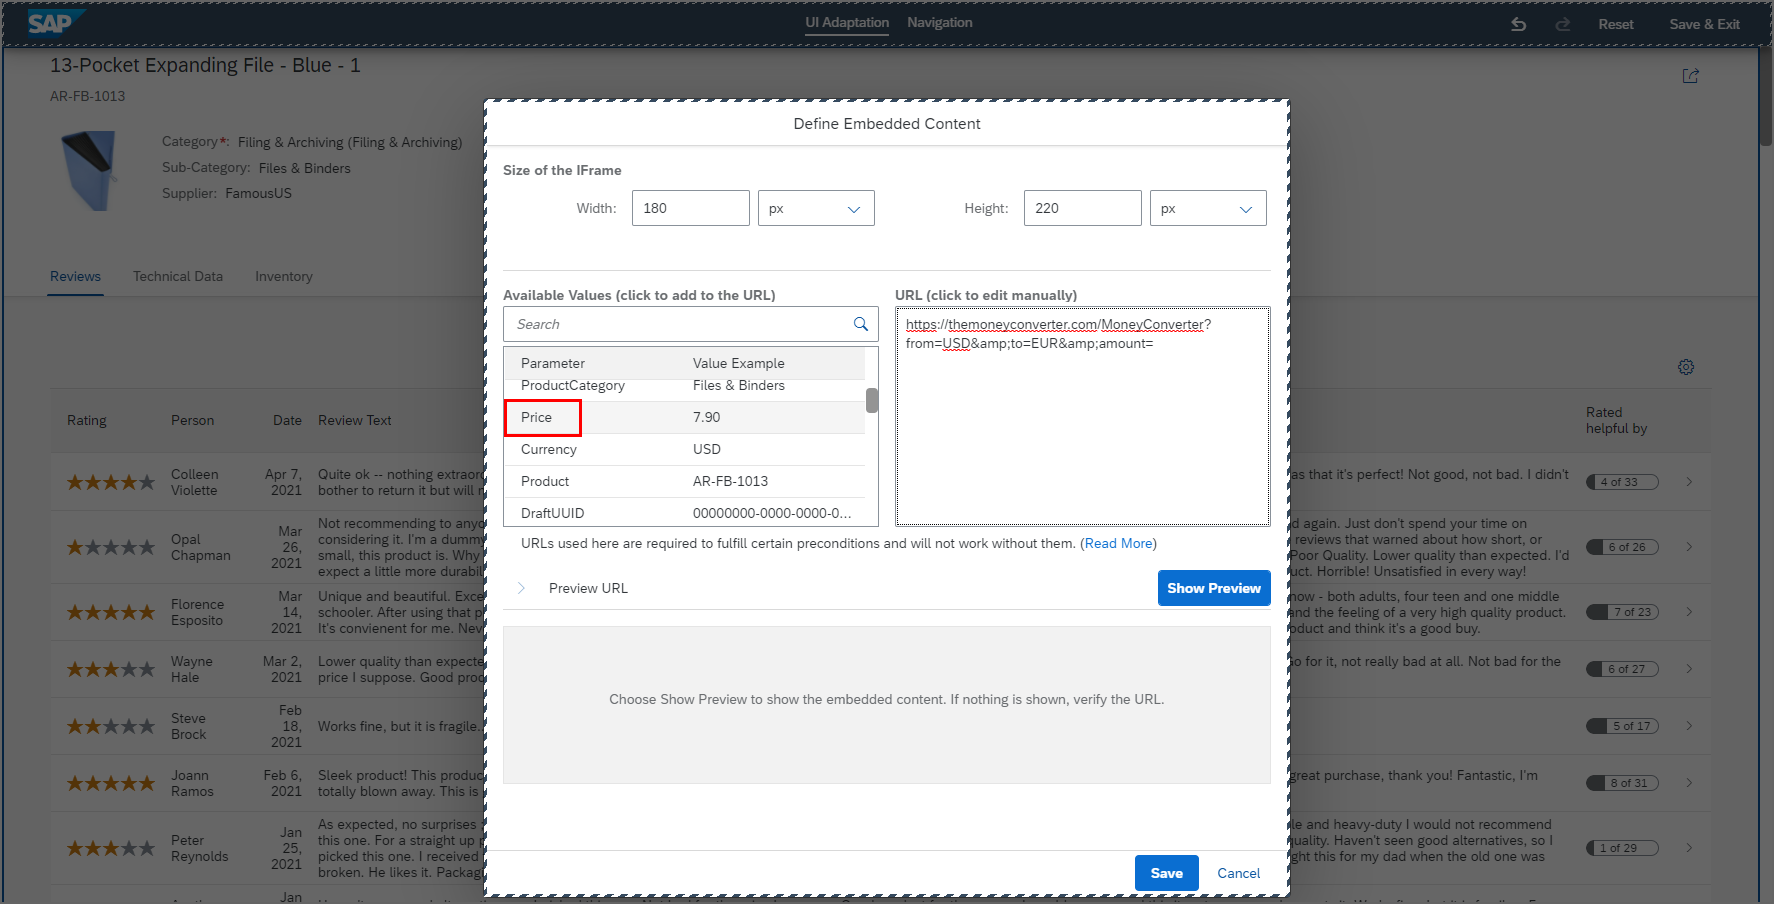 SAP
UI Adaptation
Navigation
Reset
Save & Exit
13-Pocket Expanding File - Blue - 1
AR-FB-1013
Category*: Filing & Archiving (Filing & Archiving)
Sub-Category: Files & Binders
Supplier: FamousUS
Reviews
Technical Data
Inventory
Define Embedded Content
Size of the IFrame
Width: 180 px
Height: 220 px
Available Values (click to add to the URL)
Search
Parameter Value Example
ProductCategory Files & Binders
Price 7.90
Currency USD
Product AR-FB-1013
DraftUUID 00000000-0000-0000-0...
URL (click to edit manually)
https://themoneyconverter.com/MoneyConverter?
from=USD&amp;to=EUR&amp;amount=
URLs used here are required to fulfill certain preconditions and will not work without them. (Read More)
Preview URL
Show Preview
Choose Show Preview to show the embedded content. If nothing is shown, verify the URL.
Save
Cancel
Rating Person Date Review Text
Rated
helpful by
Colleen
Violette
Apr 7,
2021
Quite ok -- nothing extraor
bother to return it but will
as that it's perfect! Not good, not bad. I didn't
4 of 33
Opal
Chapman
Mar
26,
2021
Not recommending to anyo
considering it. I'm a dummy
small, this product is. Why
expect a little more durabil
d again. Just don't spend your time on
reviews that warned about how short, or
Poor Quality. Lower quality than expected. I'd
uct. Horrible! Unsatisfied in every way!
6 of 26
Florence
Esposito
Mar
14,
2021
Unique and beautiful. Exce
schooler. After using that p
It's convienent for me. Nev
now - both adults, four teen and one middle
and the feeling of a very high quality product.
oduct and think it's a good buy.
7 of 23
Wayne
Hale
Mar 2,
2021
Lower quality than expecte
price I suppose. Good prod
o for it, not really bad at all. Not bad for the
6 of 27
Steve
Brock
Feb
18,
2021
Works fine, but it is fragile..
5 of 17
Joann
Ramos
Feb 6,
2021
Sleek product! This produc
totally blown away. This is
great purchase, thank you! Fantastic, I'm
8 of 31
Peter
Reynolds
Jan
25,
2021
As expected, no surprises
this one. For a straight up p
picked this one. I received
broken. He likes it. Packag
le and heavy-duty I would not recommend
quality. Haven't seen good alternatives, so I
ght this for my dad when the old one was
1 of 29
Jan